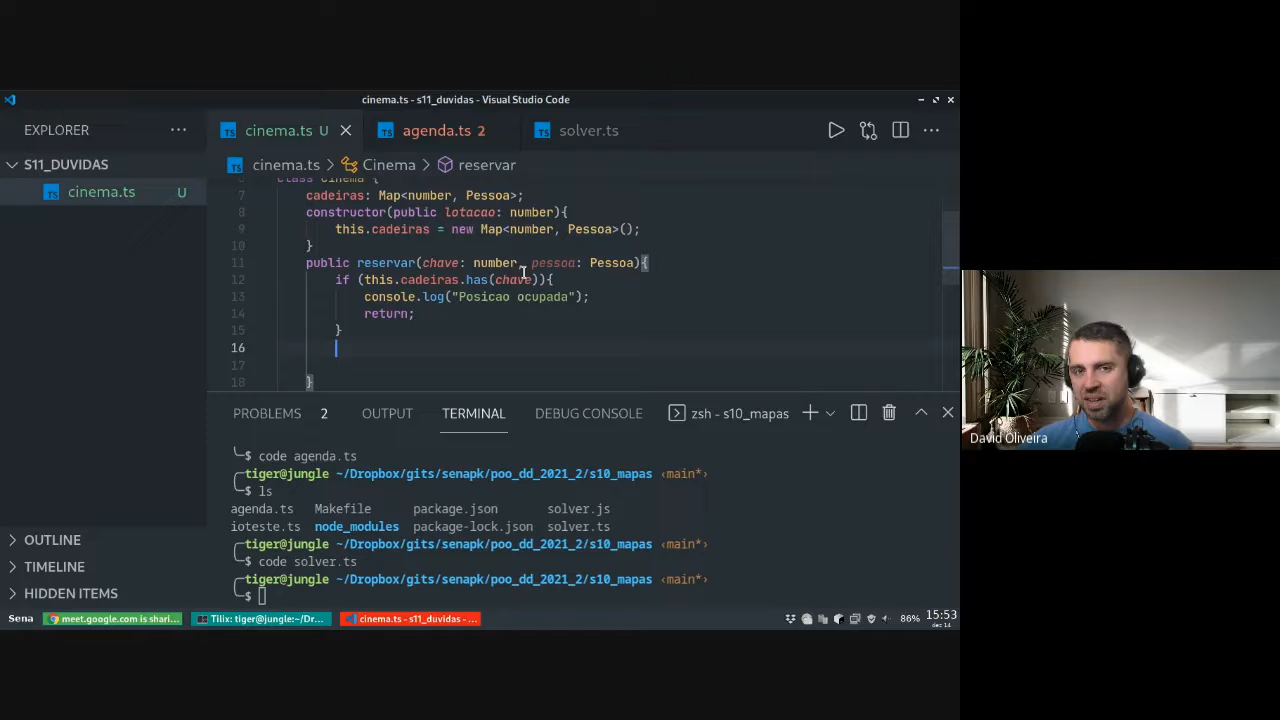 cinema.ts - s11_duvidas - Visual Studio Code
EXPLORER
cinema.ts U
agenda.ts 2
solver.ts
S11_DUVIDAS
cinema.ts U
cinema.ts > Cinema > reservar
class Cinema {
7 cadeiras: Map<number, Pessoa>;
8 constructor(public lotacao: number){
9 this.cadeiras = new Map<number, Pessoa>();
10 }
11 public reservar(chave: number, pessoa: Pessoa){
12 if (this.cadeiras.has(chave)){
13 console.log("Posicao ocupada");
14 return;
15 }
16
17
18 }
PROBLEMS 2 OUTPUT TERMINAL DEBUG CONSOLE zsh - s10_mapas
$ code agenda.ts
tiger@jungle ~/Dropbox/gits/senapk/poo_dd_2021_2/s10_mapas ‹main*›
$ ls
agenda.ts Makefile package.json solver.js
ioteste.ts node_modules package-lock.json solver.ts
tiger@jungle ~/Dropbox/gits/senapk/poo_dd_2021_2/s10_mapas ‹main*›
$ code solver.ts
tiger@jungle ~/Dropbox/gits/senapk/poo_dd_2021_2/s10_mapas ‹main*›
$
OUTLINE
TIMELINE
HIDDEN ITEMS
Sena
meet.google.com is shari...
Tilix: tiger@jungle:~/Dr...
cinema.ts - s11_duvidas - ...
86%
15:53
dez 14
David Oliveira